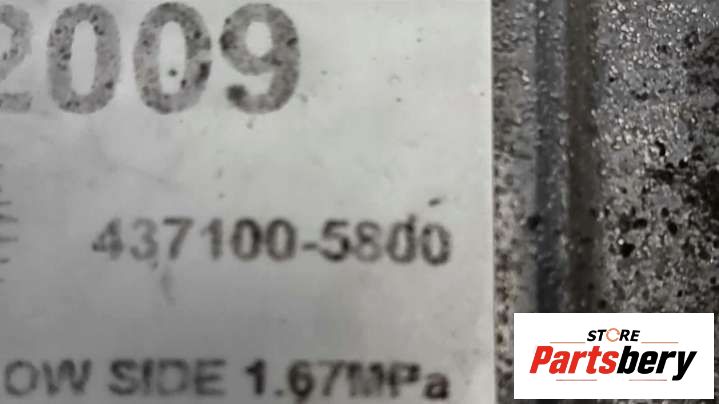 2009
437100-5800
OW SIDE 1.67MPa
STORE
Partsbery